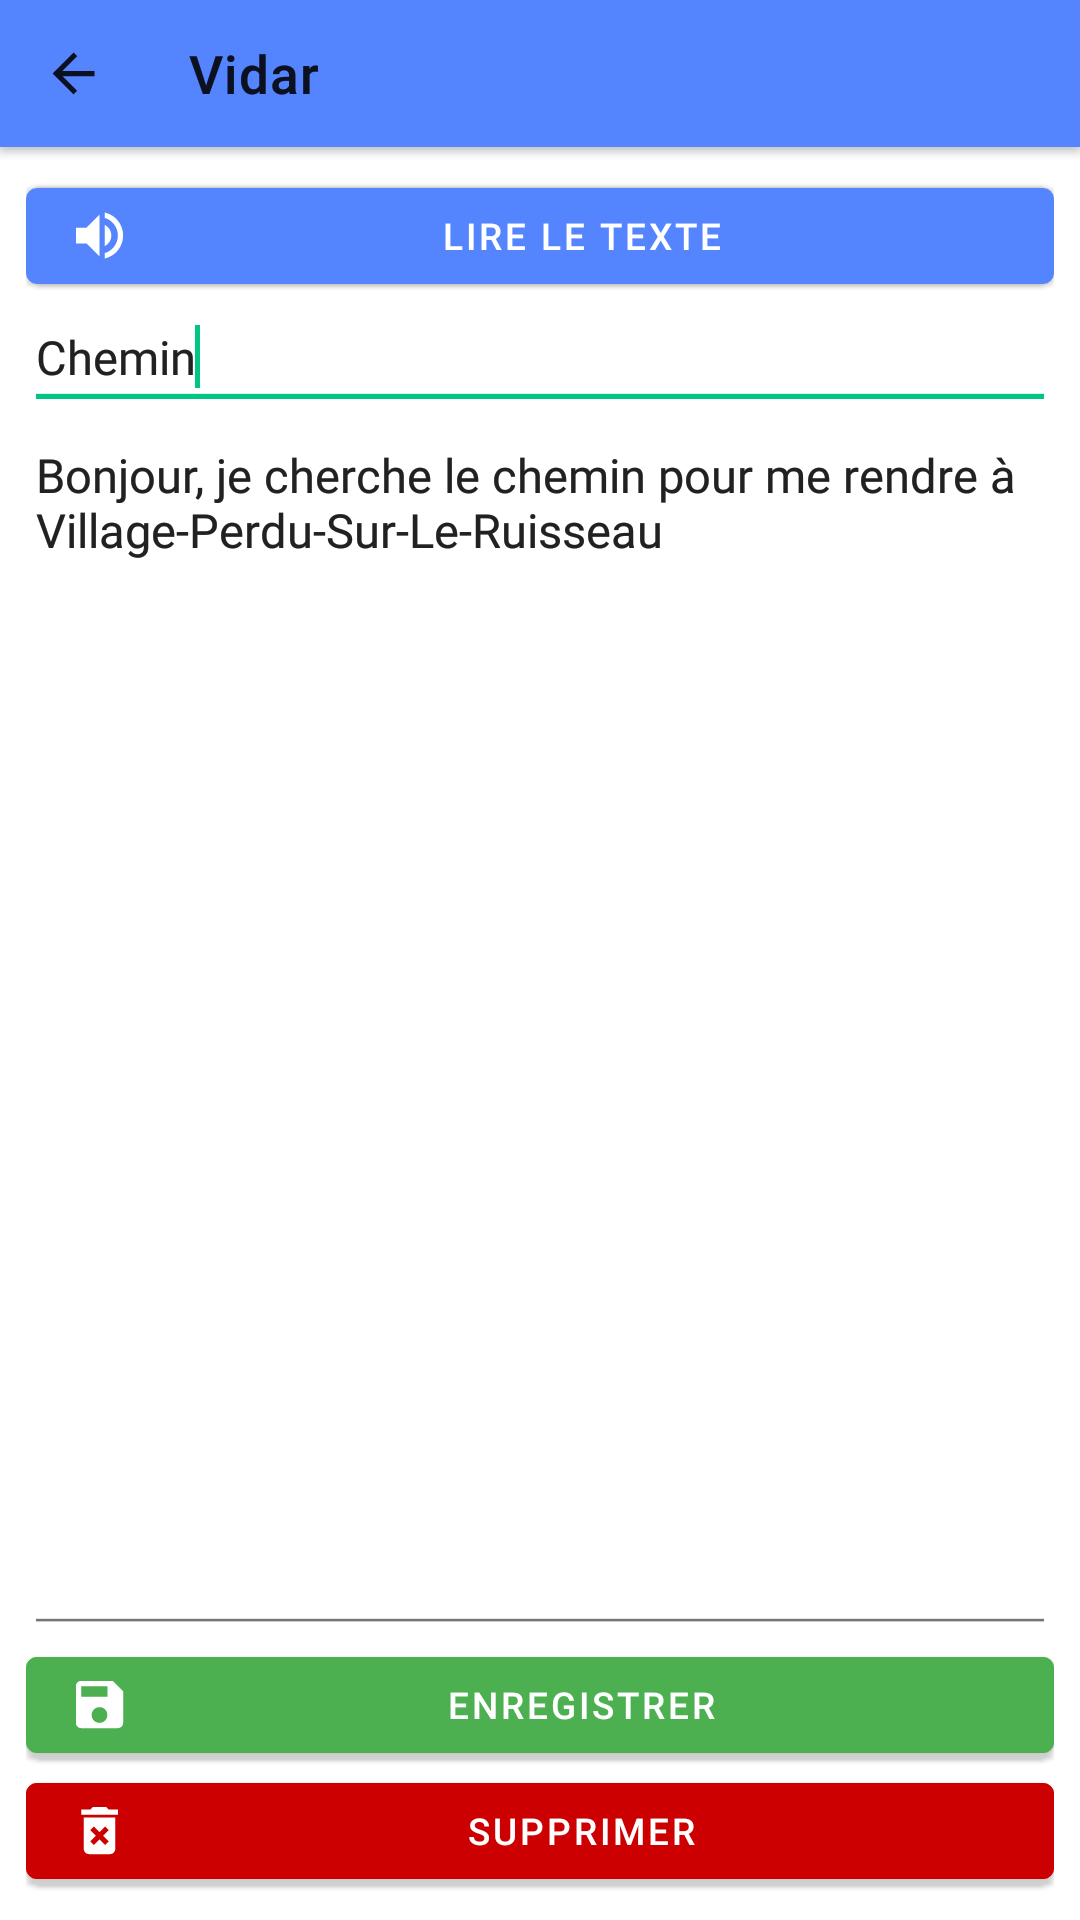 Vidar
LIRE LE TEXTE
Chemin
Bonjour, je cherche le chemin pour me rendre à
Village-Perdu-Sur-Le-Ruisseau
ENREGISTRER
SUPPRIMER